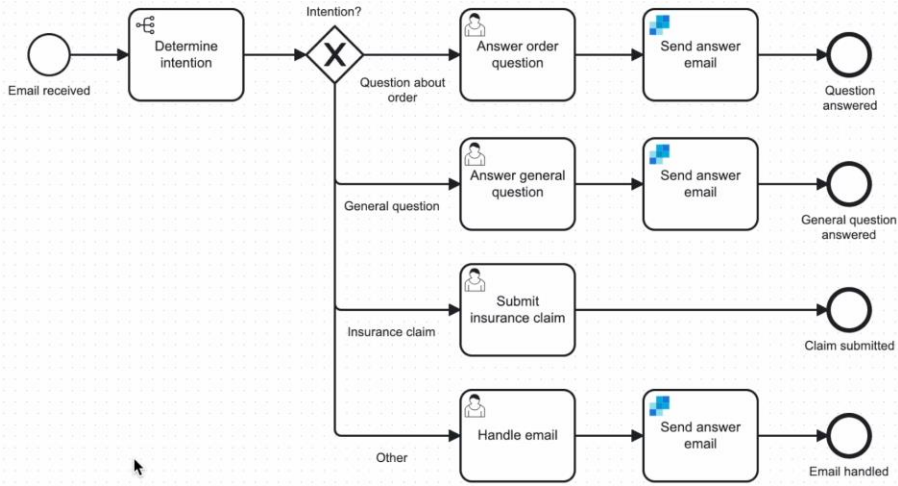 Intention?
Determine
intention
Answer order
question
Send answer
email
Email received
Question about
order
Question
answered
Answer general
question
Send answer
email
General question
General question
answered
Submit
insurance claim
Insurance claim
Claim submitted
Handle email
Send answer
email
Other
Email handled